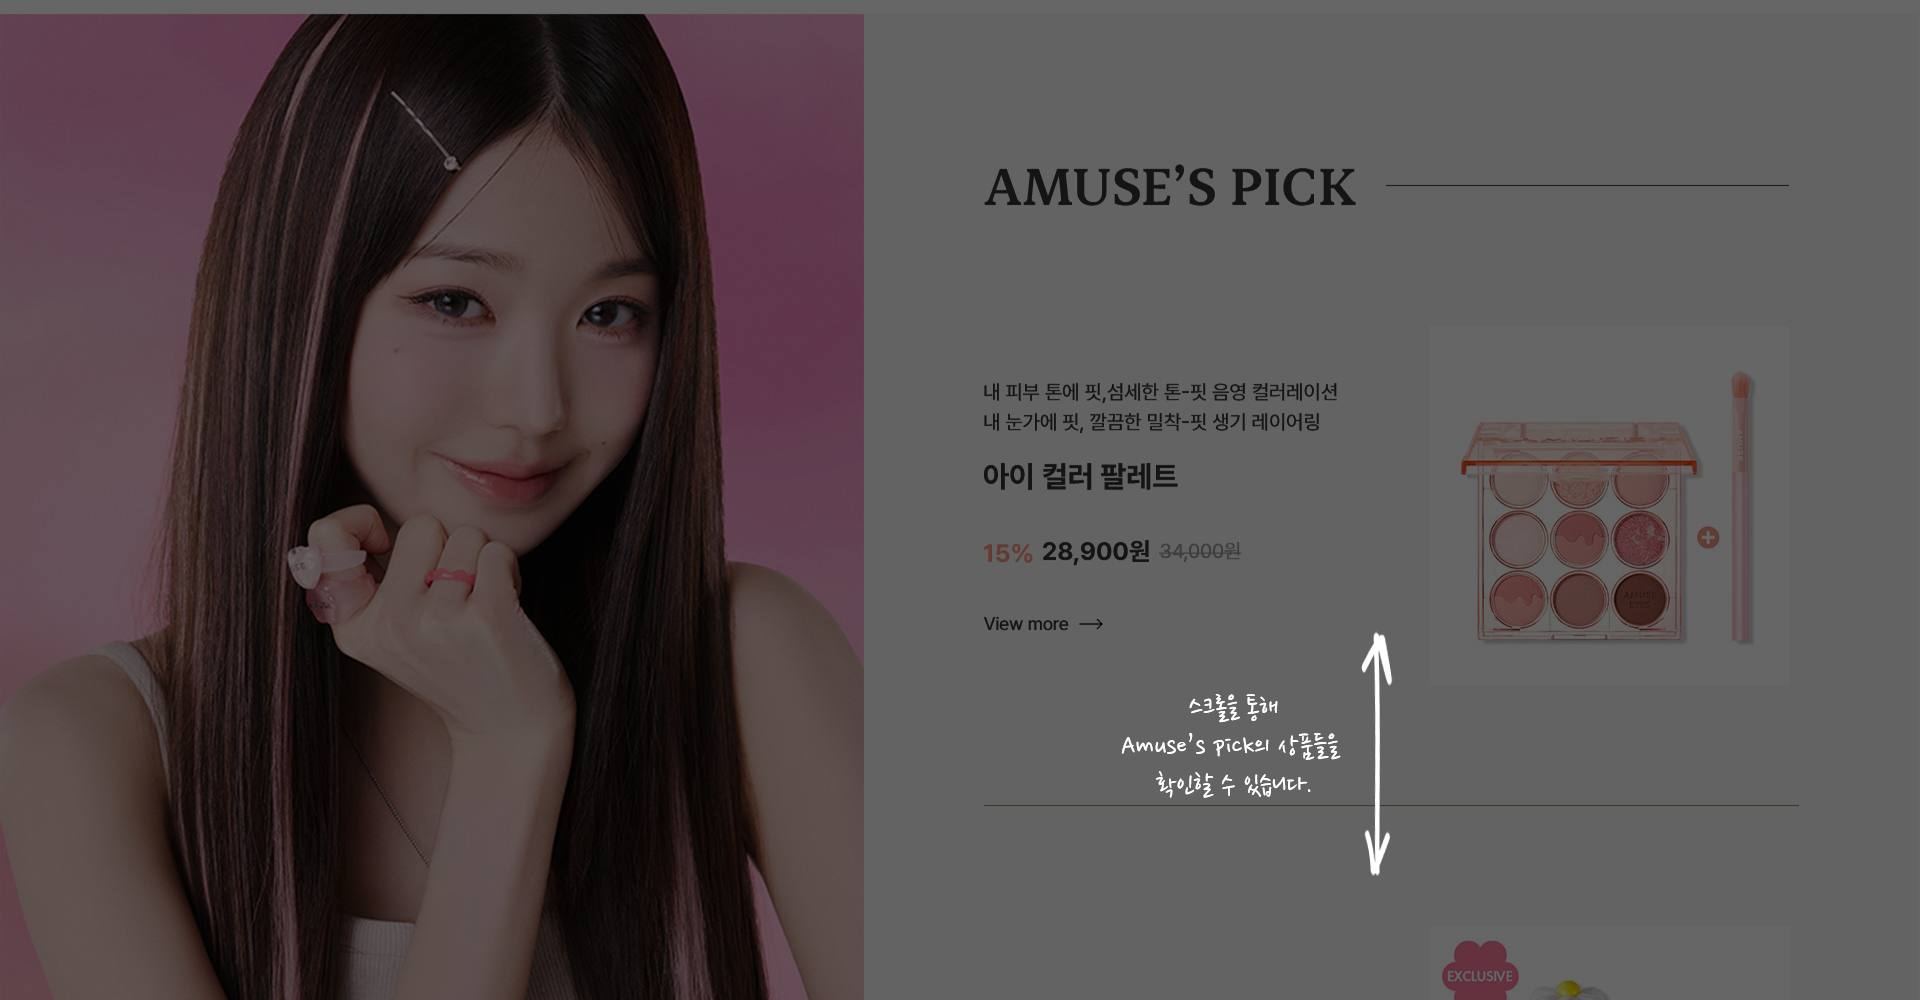 AMUSE’S PICK
내 피부 톤에 핏,섬세한 톤-핏 음영 컬러레이션
내 눈가에 핏, 깔끔한 밀착-핏 생기 레이어링
아이 컬러 팔레트
15% 28,900원 34,000원
View more
스크롤을 통해
Amuse’s pick의 상품들을
확인할 수 있습니다.
AMUSE
EYES
EXCLUSIVE